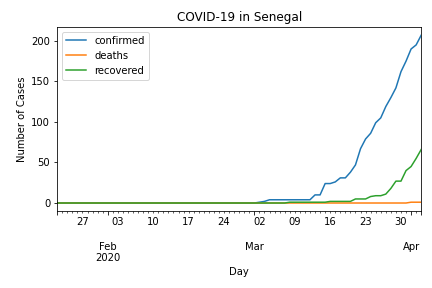 COVID-19 in Senegal
confirmed
deaths
recovered
Number of Cases
200
150
100
50
0
27 03 10 17 24 02 09 16 23 30
Feb Mar Apr
2020
Day